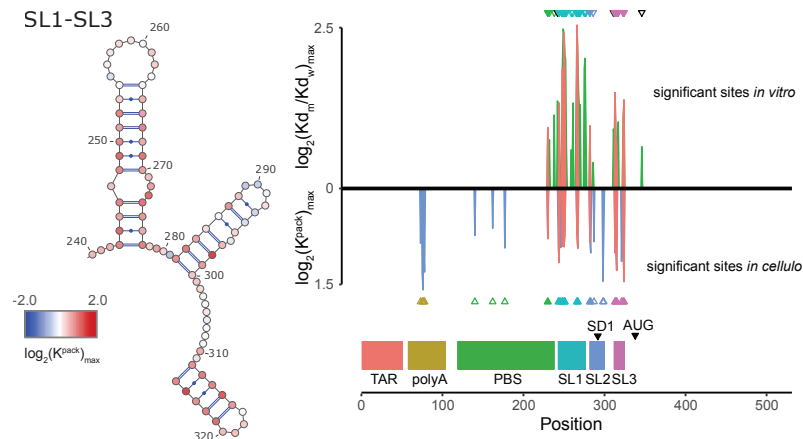 SL1-SL3
260
250
270
290
240
280
300
310
320
-2.0 2.0
log2(K^pack)max
2.5
log2(Kdm/Kdw)max
significant sites in vitro
0
log2(K^pack)max
significant sites in cellulo
1.5
SD1 AUG
TAR polyA PBS SL1 SL2 SL3
0 100 200 300 400 500
Position